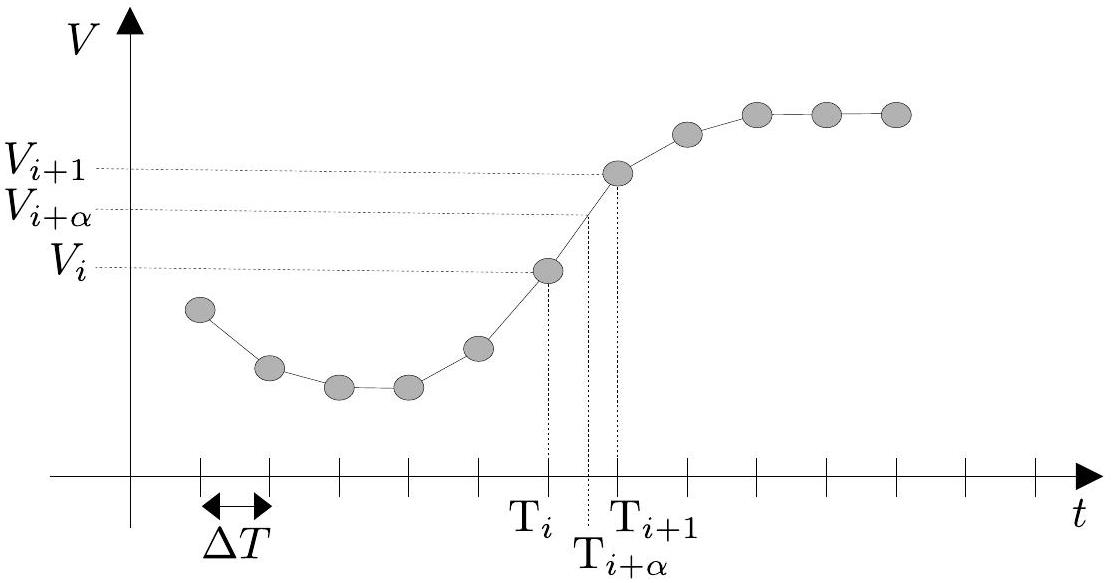 V
V_{i+1}
V_{i+α}
V_i
T_i
T_{i+1}
T_{i+α}
ΔT
t